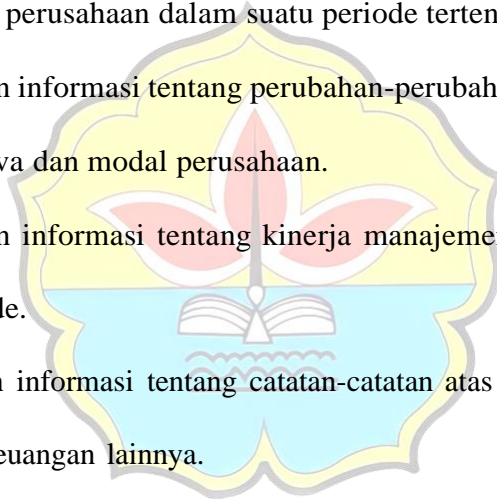 perusahaan dalam suatu periode terten
n informasi tentang perubahan-perubah
va dan modal perusahaan.
n informasi tentang kinerja manajeme
de.
n informasi tentang catatan-catatan atas
euangan lainnya.